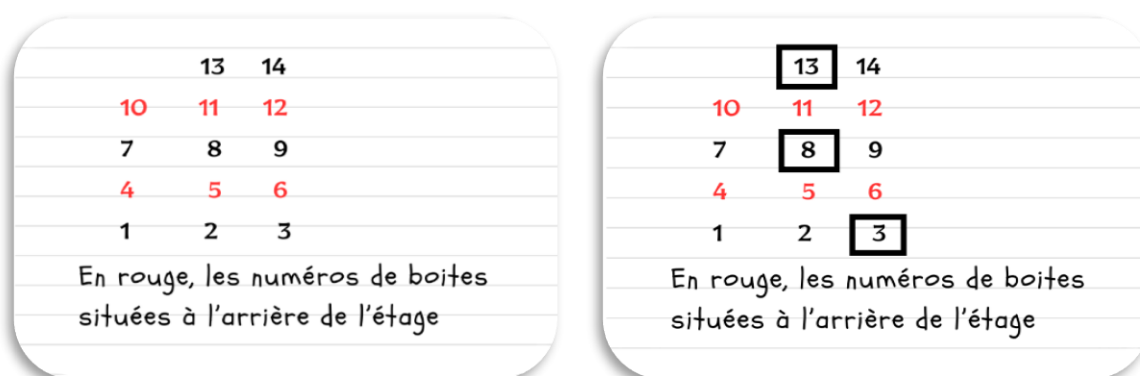 13 14
10 11 12
7 8 9
4 5 6
1 2 3
En rouge, les numéros de boites
situées à l'arrière de l'étage
13 14
10 11 12
7 8 9
4 5 6
1 2 3
En rouge, les numéros de boites
situées à l'arrière de l'étage